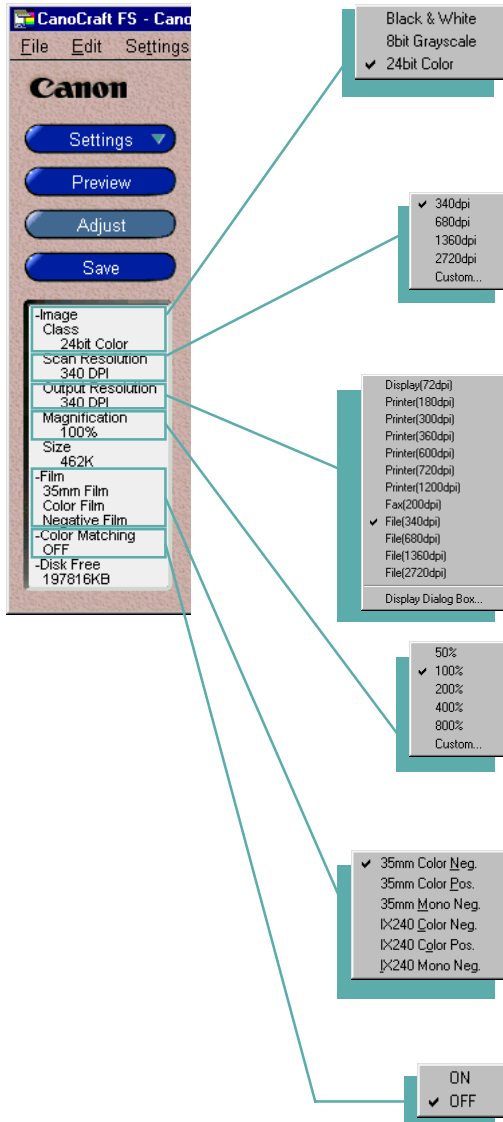 CanoCraft FS - Cano
File Edit Settings
Canon
Settings
Preview
Adjust
Save
-Image
Class
24bit Color
Scan Resolution
340 DPI
Output Resolution
340 DPI
Magnification
100%
Size
462K
-Film
35mm Film
Color Film
Negative Film
-Color Matching
OFF
-Disk Free
197816KB
Black & White
8bit Grayscale
✔ 24bit Color
✔ 340dpi
680dpi
1360dpi
2720dpi
Custom...
Display(72dpi)
Printer(180dpi)
Printer(300dpi)
Printer(360dpi)
Printer(600dpi)
Printer(720dpi)
Printer(1200dpi)
Fax(200dpi)
✔ File(340dpi)
File(680dpi)
File(1360dpi)
File(2720dpi)
Display Dialog Box...
50%
✔ 100%
200%
400%
800%
Custom...
✔ 35mm Color Neg.
35mm Color Pos.
35mm Mono Neg.
IX240 Color Neg.
IX240 Color Pos.
IX240 Mono Neg.
ON
✔ OFF